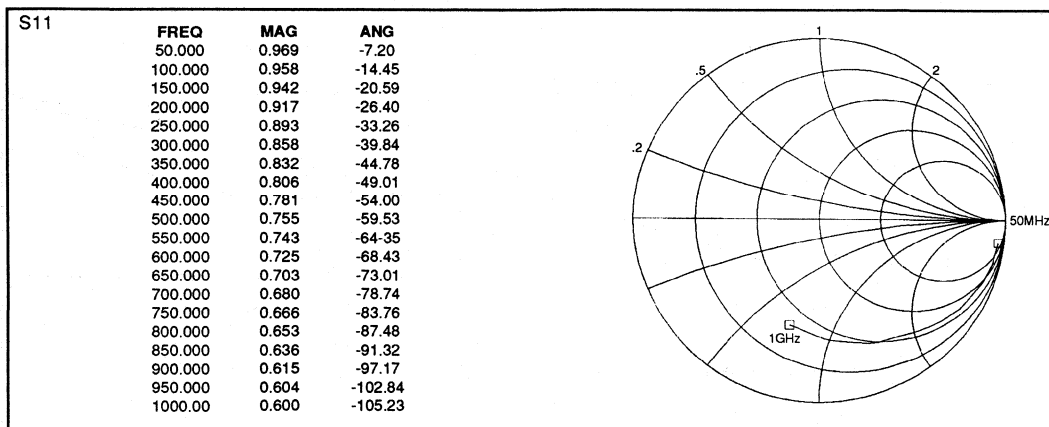 S11
FREQ MAG ANG
50.000 0.969 -7.20
100.000 0.958 -14.45
150.000 0.942 -20.59
200.000 0.917 -26.40
250.000 0.893 -33.26
300.000 0.858 -39.84
350.000 0.832 -44.78
400.000 0.806 -49.01
450.000 0.781 -54.00
500.000 0.755 -59.53
550.000 0.743 -64-35
600.000 0.725 -68.43
650.000 0.703 -73.01
700.000 0.680 -78.74
750.000 0.666 -83.76
800.000 0.653 -87.48
850.000 0.636 -91.32
900.000 0.615 -97.17
950.000 0.604 -102.84
1000.00 0.600 -105.23
1
.5
2
.2
50MHz
1GHz